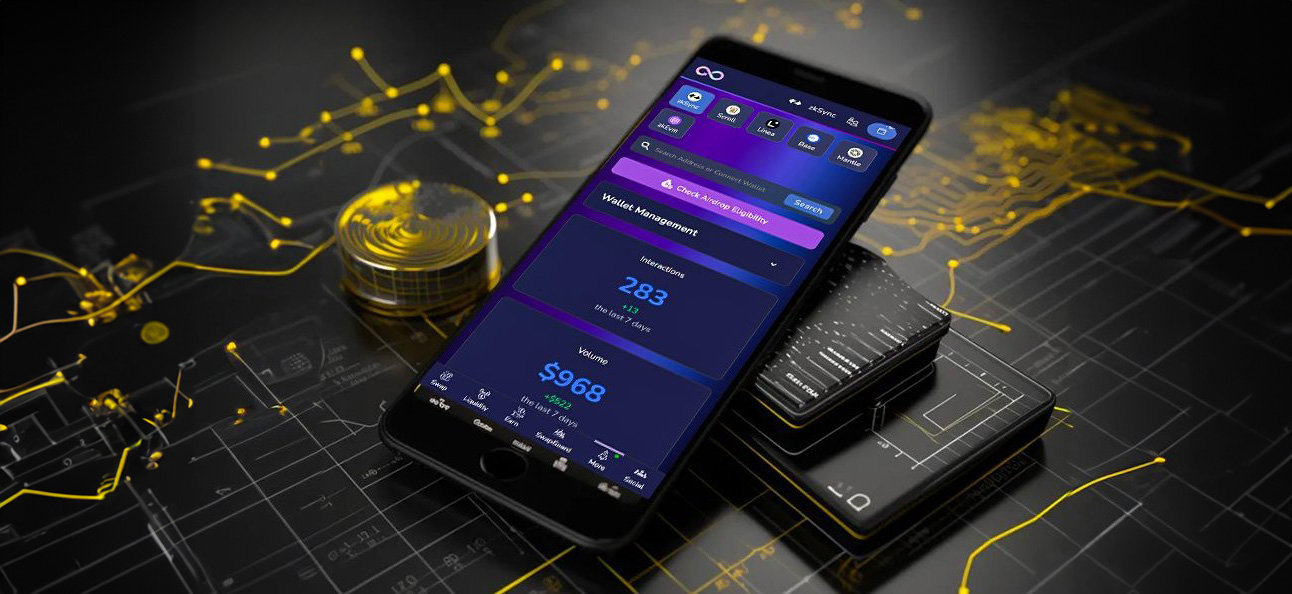 zkSync
zkSync
Scroll
Linea
Base
Mantle
zkEvm
Search Address or Connect Wallet
Search
Check Airdrop Eligibility
Wallet Management
Interactions
283
+13
the last 7 days
Volume
$968
+$522
the last 7 days
Swap
Liquidity
Earn
More
Social